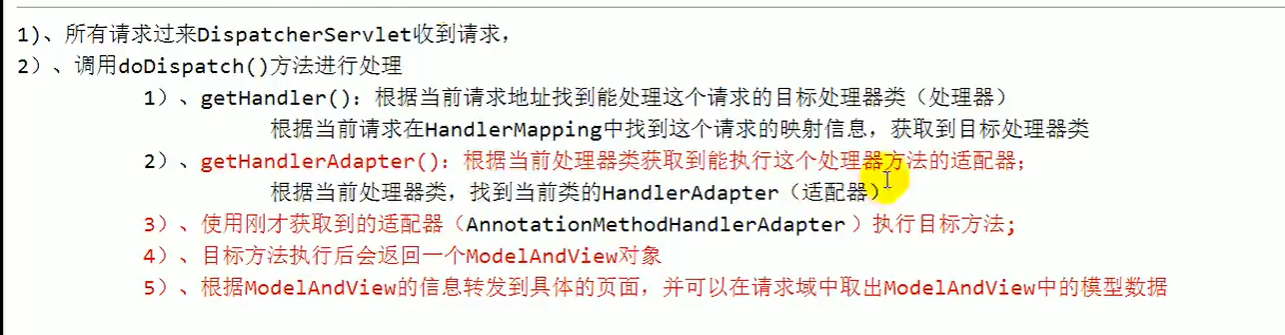 1)、所有请求过来DispatcherServlet收到请求，
2）、调用doDispatch()方法进行处理
1）、getHandler()：根据当前请求地址找到能处理这个请求的目标处理器类（处理器）
根据当前请求在HandlerMapping中找到这个请求的映射信息，获取到目标处理器类
2）、getHandlerAdapter()：根据当前处理器类获取到能执行这个处理器方法的适配器；
根据当前处理器类，找到当前类的HandlerAdapter（适配器）
3）、使用刚才获取到的适配器（AnnotationMethodHandlerAdapter ）执行目标方法；
4）、目标方法执行后会返回一个ModelAndView对象
5）、根据ModelAndView的信息转发到具体的页面，并可以在请求域中取出ModelAndView中的模型数据